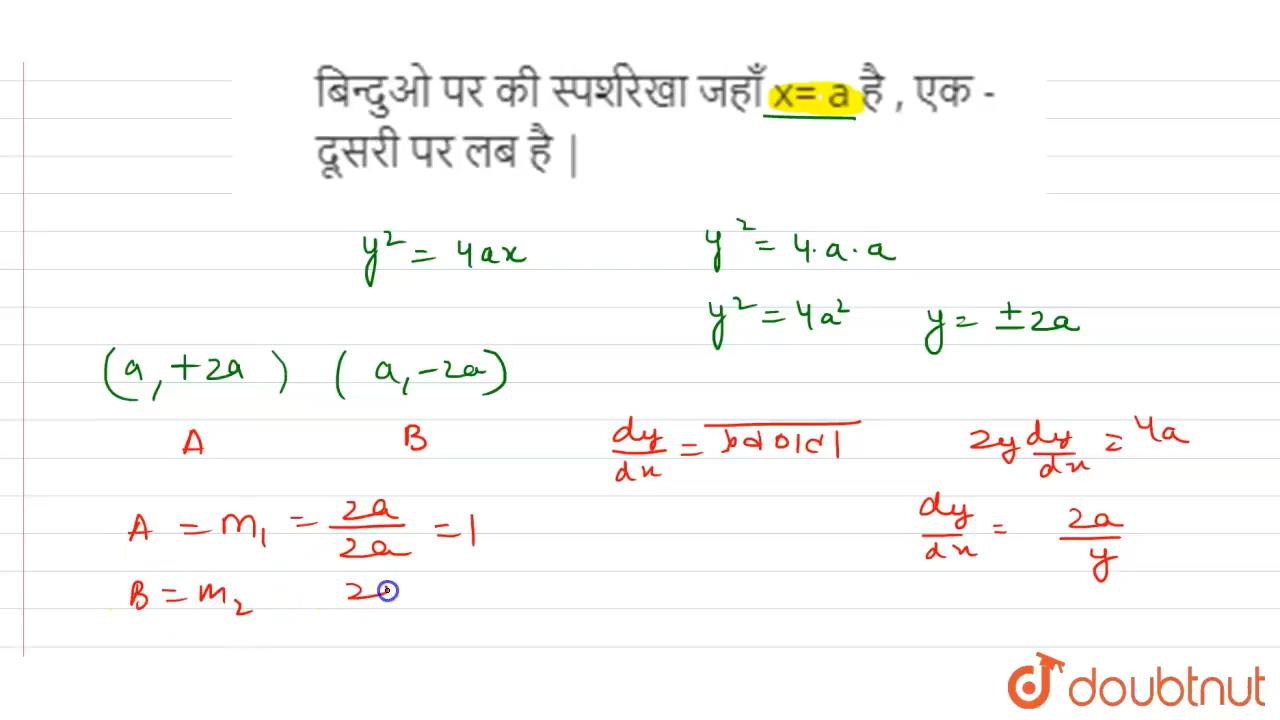 बिन्दुओ पर की स्पर्शरेखा जहाँ x= a है , एक -
दूसरी पर लब है |
y² = 4ax
y² = 4·a·a
y² = 4a² y = ±2a
(a, +2a) (a, -2a)
A B
dy/dx =
2y dy/dx = 4a
A = m₁ = 2a/2a = 1
dy/dx = 2a/y
B = m₂ 2a
doubtnut